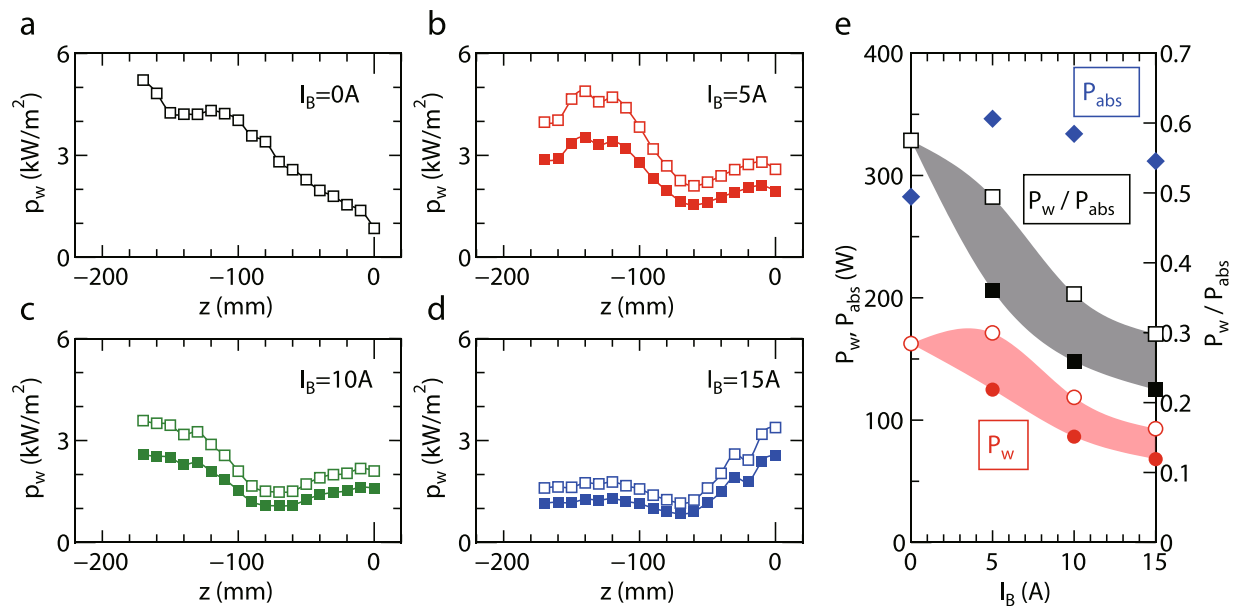 a
6
3
0
p_w (kW/m²)
I_B=0A
−200
−100
0
z (mm)
b
6
3
0
p_w (kW/m²)
I_B=5A
−200
−100
0
z (mm)
c
6
3
0
p_w (kW/m²)
I_B=10A
−200
−100
0
z (mm)
d
6
3
0
p_w (kW/m²)
I_B=15A
−200
−100
0
z (mm)
e
400
300
200
100
0
P_w, P_abs (W)
P_abs
P_w / P_abs
P_w
0.7
0.6
0.5
0.4
0.3
0.2
0.1
0
P_w / P_abs
0
5
10
15
I_B (A)